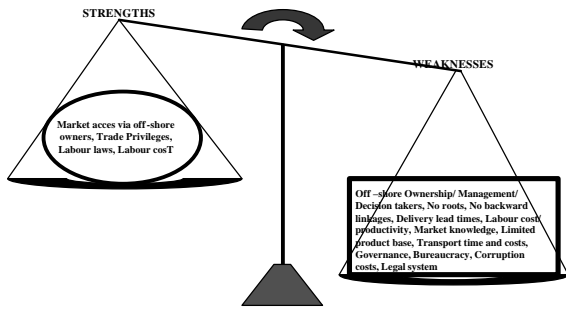 STRENGTHS
WEAKNESSES
Market acces via off-shore
owners, Trade Privileges,
Labour laws, Labour cosT
Off –shore Ownership/ Management/
Decision takers, No roots, No backward
linkages, Delivery lead times, Labour cost/
productivity, Market knowledge, Limited
product base, Transport time and costs,
Governance, Bureaucracy, Corruption
costs, Legal system